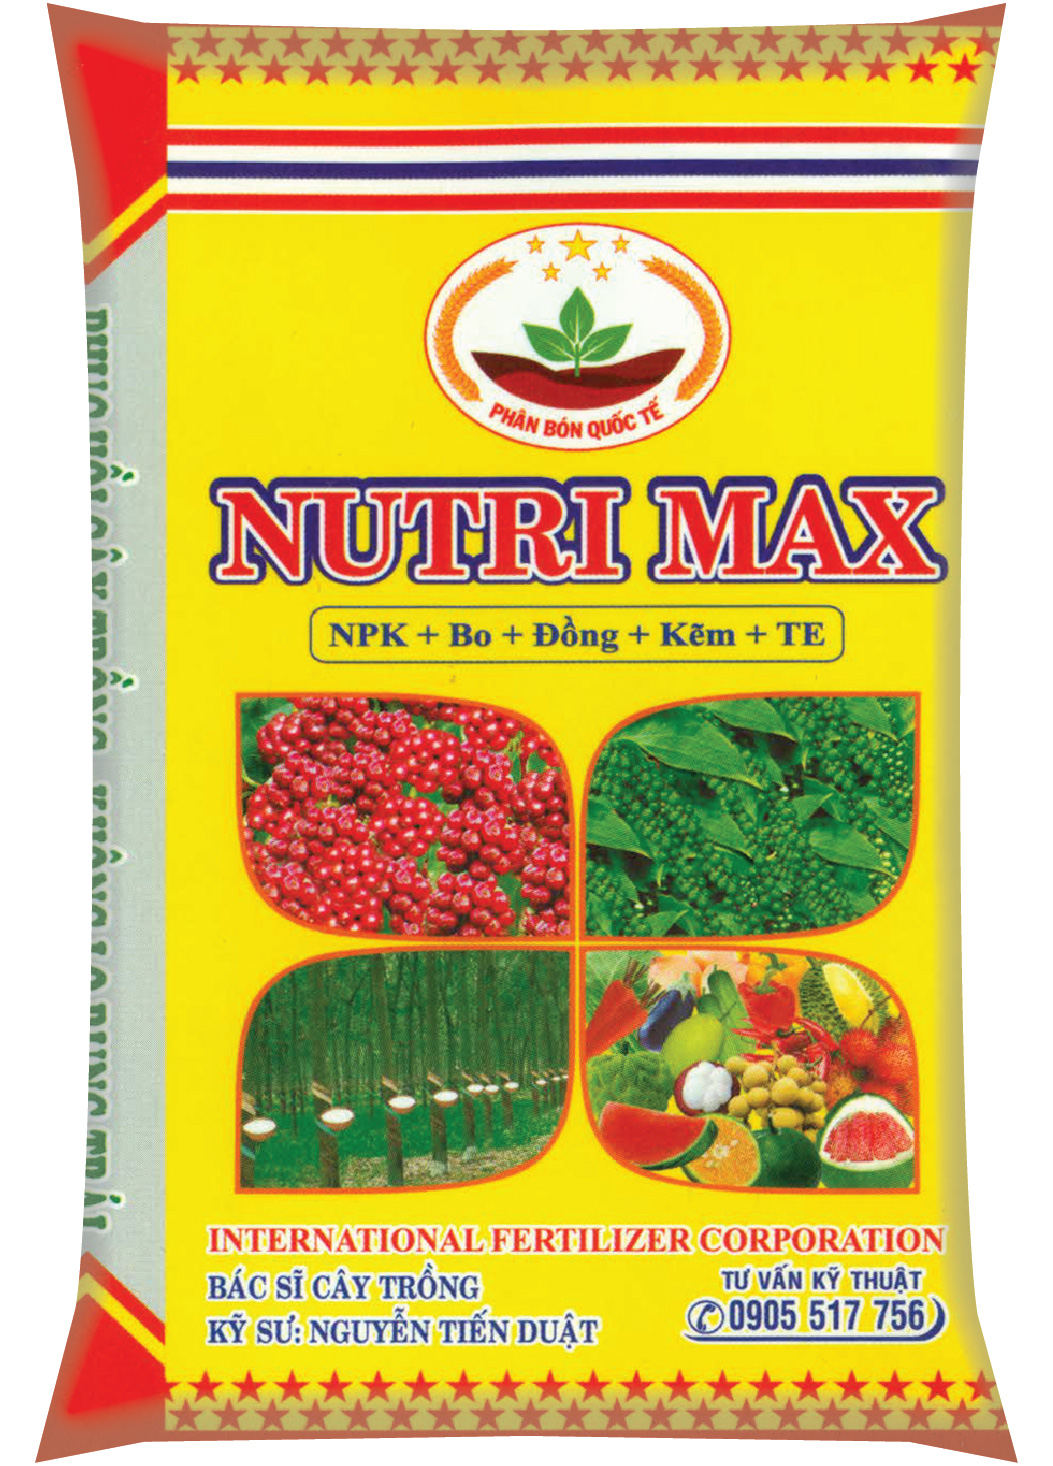 PHÂN BÓN QUỐC TẾ
NUTRI MAX
NPK + Bo + Đồng + Kẽm + TE
INTERNATIONAL FERTILIZER CORPORATION
BÁC SĨ CÂY TRỒNG
KỸ SƯ: NGUYỄN TIẾN DUẬT
TƯ VẤN KỸ THUẬT
0905 517 756